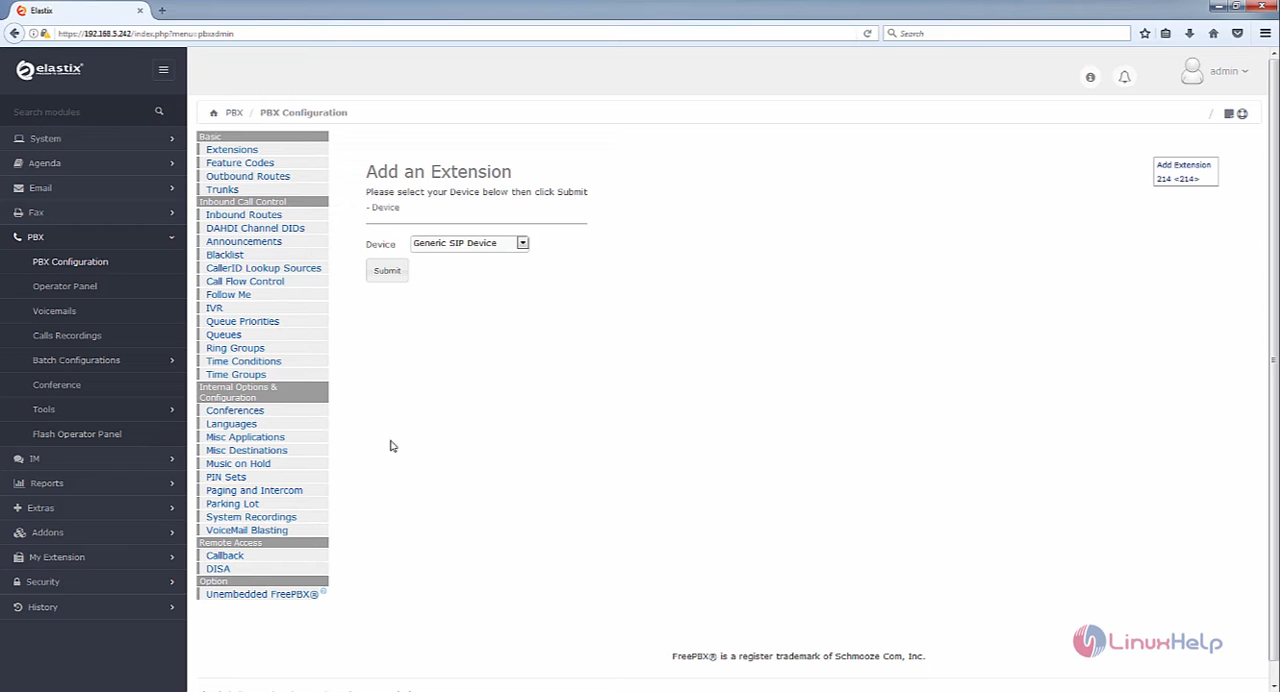 Elastix
https://192.168.5.242/index.php?menu=pbxadmin
Search
elastix
admin
Search modules
System
Agenda
Email
Fax
PBX
PBX Configuration
Operator Panel
Voicemails
Calls Recordings
Batch Configurations
Conference
Tools
Flash Operator Panel
IM
Reports
Extras
Addons
My Extension
Security
History
PBX / PBX Configuration
/
Basic
Extensions
Feature Codes
Outbound Routes
Trunks
Inbound Call Control
Inbound Routes
DAHDI Channel DIDs
Announcements
Blacklist
CallerID Lookup Sources
Call Flow Control
Follow Me
IVR
Queue Priorities
Queues
Ring Groups
Time Conditions
Time Groups
Internal Options &
Configuration
Conferences
Languages
Misc Applications
Misc Destinations
Music on Hold
PIN Sets
Paging and Intercom
Parking Lot
System Recordings
VoiceMail Blasting
Remote Access
Callback
DISA
Option
Unembedded FreePBX®
Add an Extension
Please select your Device below then click Submit
- Device
Device Generic SIP Device
Submit
Add Extension
214 <214>
LinuxHelp
FreePBX® is a register trademark of Schmooze Com, Inc.